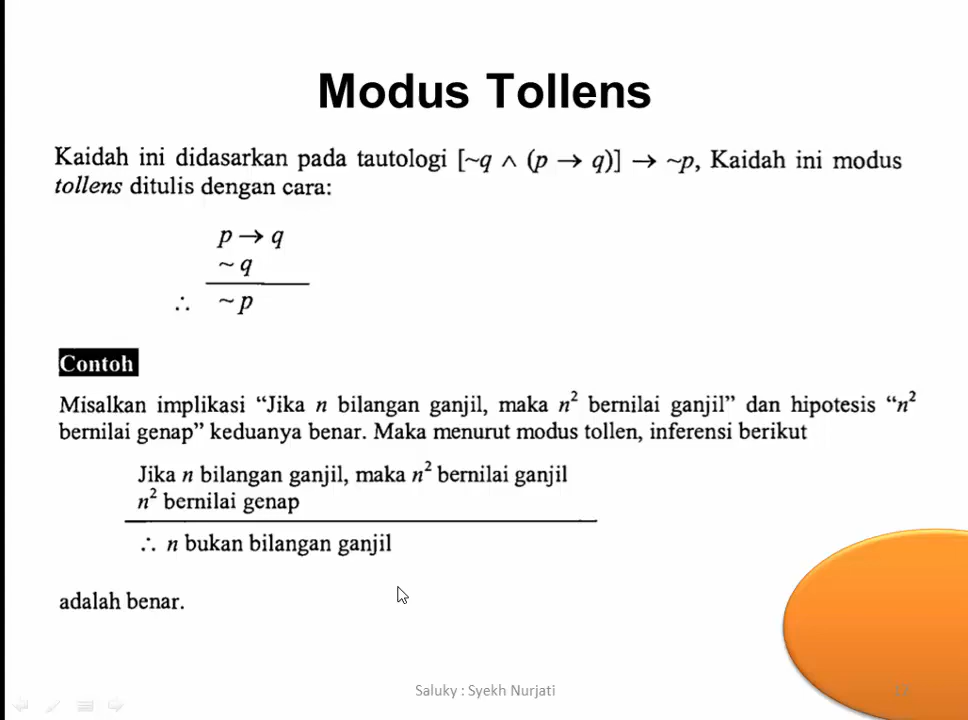 Modus Tollens
Kaidah ini didasarkan pada tautologi [~q ∧ (p → q)] → ~p, Kaidah ini modus
tollens ditulis dengan cara:
p → q
~ q
∴ ~ p
Contoh
Misalkan implikasi “Jika n bilangan ganjil, maka n² bernilai ganjil” dan hipotesis “n²
bernilai genap” keduanya benar. Maka menurut modus tollen, inferensi berikut
Jika n bilangan ganjil, maka n² bernilai ganjil
n² bernilai genap
∴ n bukan bilangan ganjil
adalah benar.
Saluky : Syekh Nurjati